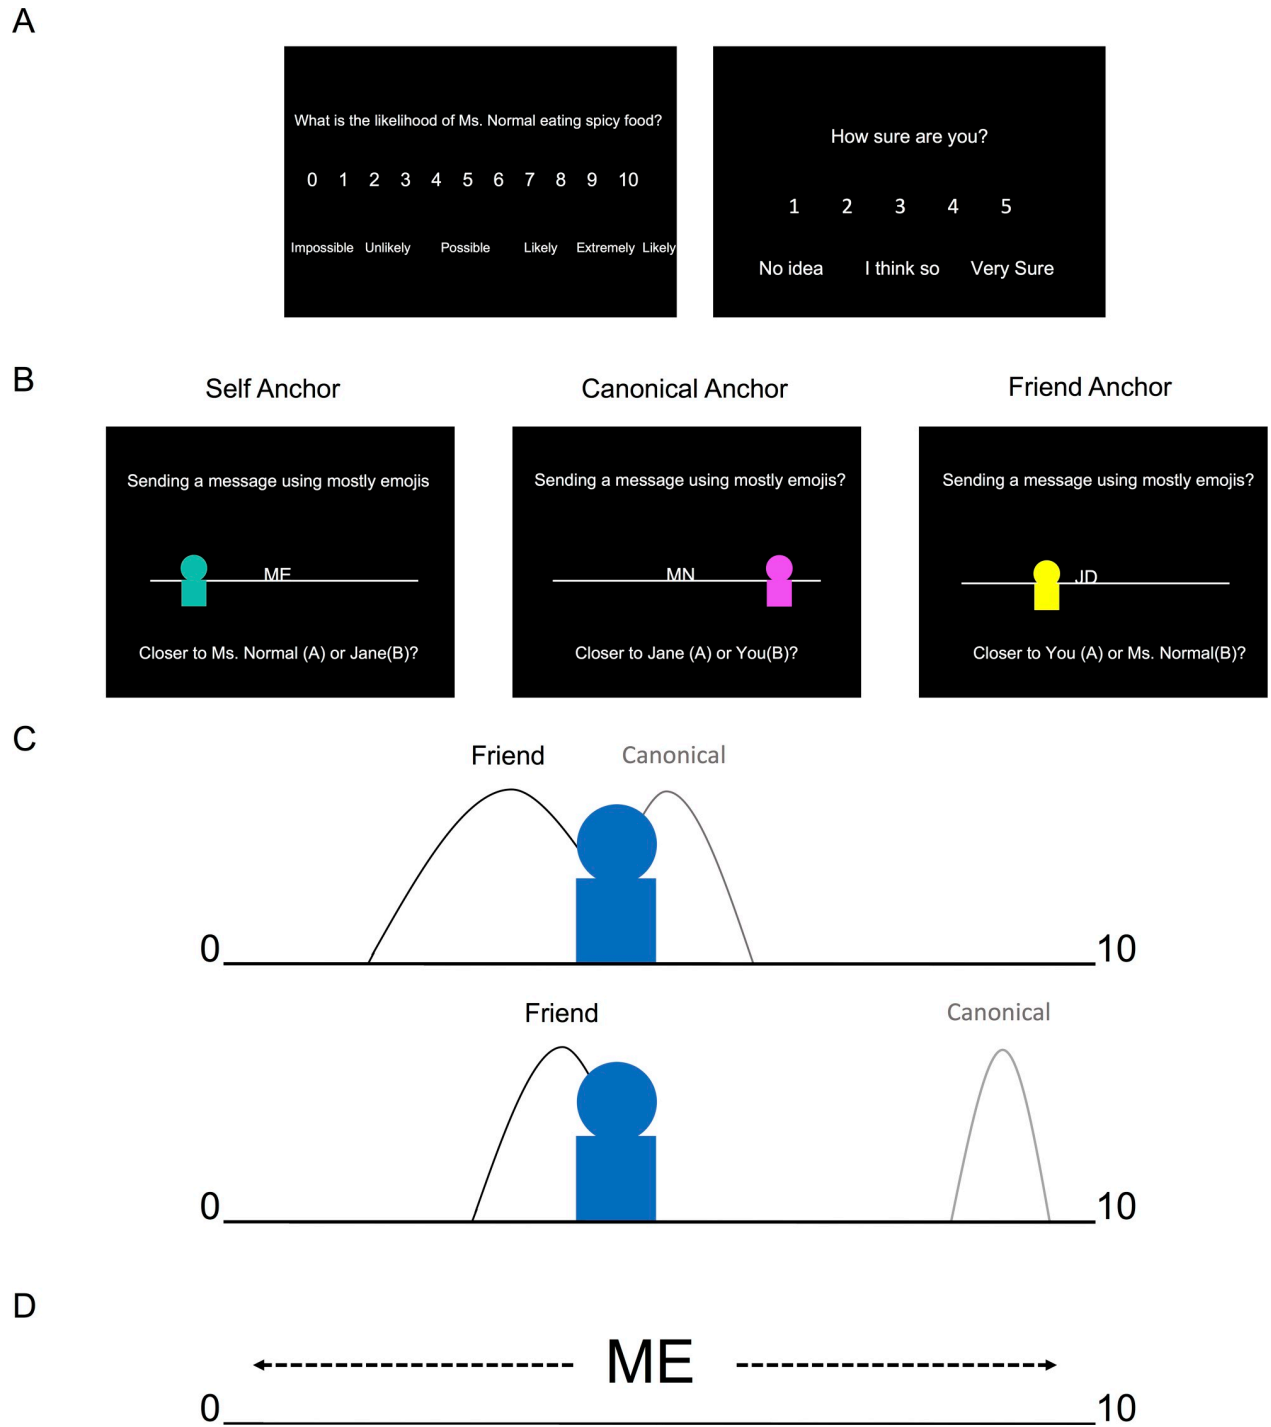 A
What is the likelihood of Ms. Normal eating spicy food?
0 1 2 3 4 5 6 7 8 9 10
Impossible Unlikely Possible Likely Extremely Likely
How sure are you?
1 2 3 4 5
No idea I think so Very Sure
B
Self Anchor
Sending a message using mostly emojis
ME
Closer to Ms. Normal (A) or Jane(B)?
Canonical Anchor
Sending a message using mostly emojis?
MN
Closer to Jane (A) or You(B)?
Friend Anchor
Sending a message using mostly emojis?
JD
Closer to You (A) or Ms. Normal(B)?
C
Friend Canonical
0 10
Friend Canonical
0 10
D
ME
0 10